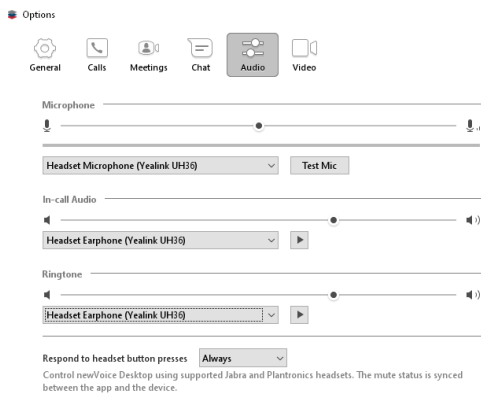 Options
General Calls Meetings Chat Audio Video
Microphone
Headset Microphone (Yealink UH36) Test Mic
In-call Audio
Headset Earphone (Yealink UH36)
Ringtone
Headset Earphone (Yealink UH36)
Respond to headset button presses Always
Control newVoice Desktop using supported Jabra and Plantronics headsets. The mute status is synced
between the app and the device.